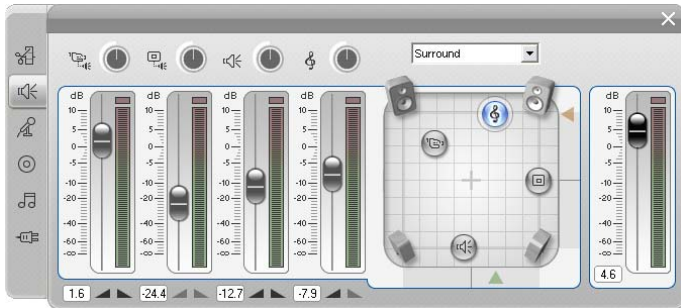 Surround
dB dB dB dB dB
10 10 10 10 10
5 5 5 5 5
0 0 0 0 0
-5 -5 -5 -5 -5
-10 -10 -10 -10 -10
-20 -20 -20 -20 -20
-40 -40 -40 -40 -40
-60 -60 -60 -60 -60
-∞ -∞ -∞ -∞ -∞
4.6
1.6 -24.4 -12.7 -7.9